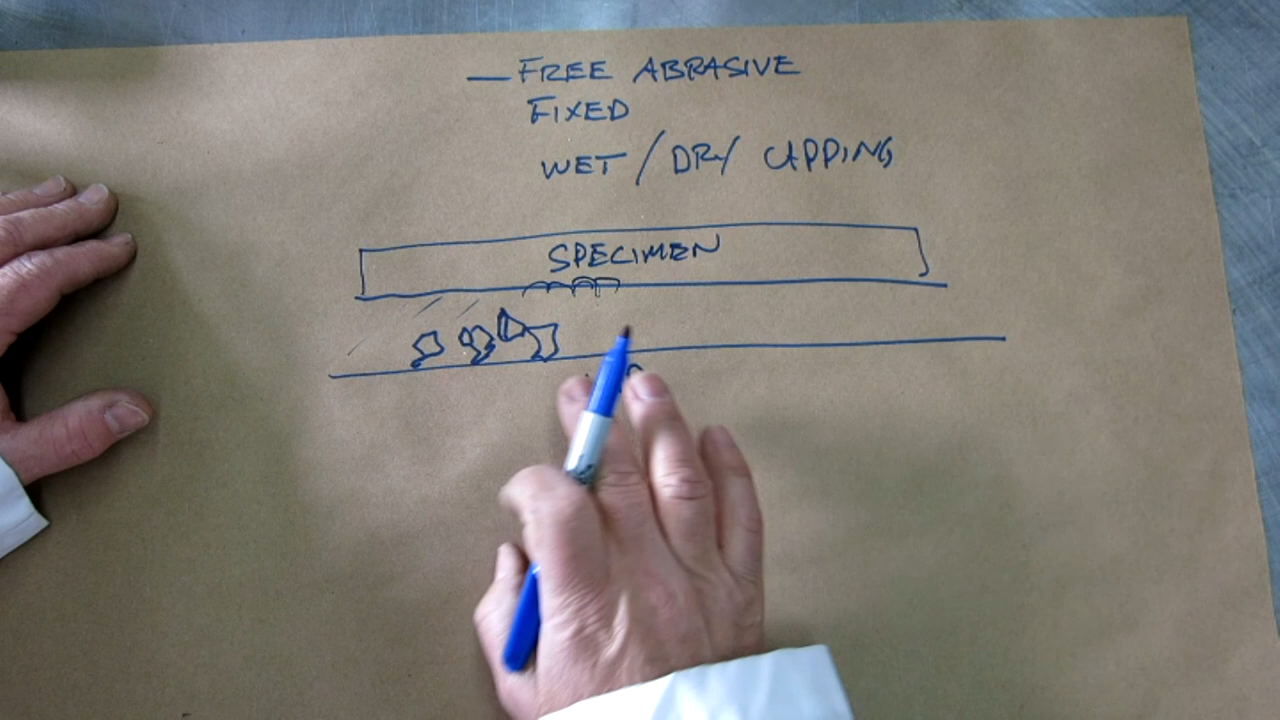 — FREE ABRASIVE
FIXED
WET / DRY LAPPING
SPECIMEN